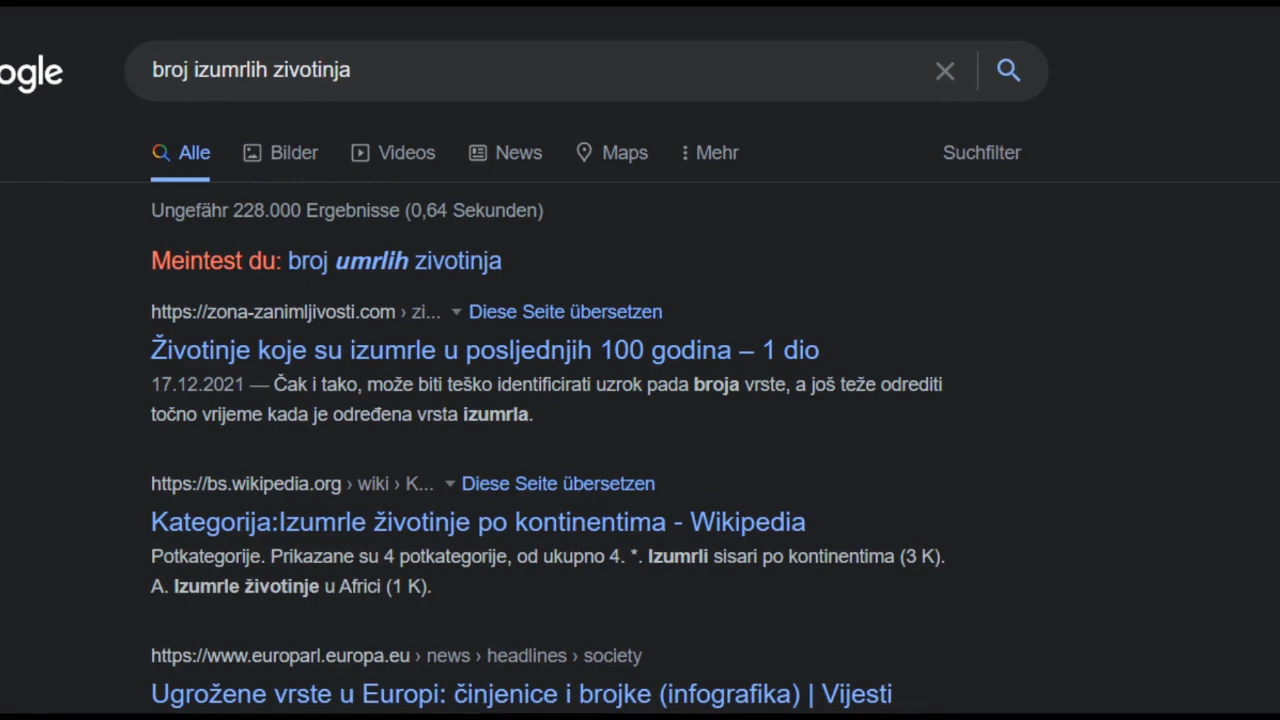 ogle
broj izumrlih zivotinja
Alle Bilder Videos News Maps Mehr Suchfilter
Ungefähr 228.000 Ergebnisse (0,64 Sekunden)
Meintest du: broj umrlih zivotinja
https://zona-zanimljivosti.com › zi... Diese Seite übersetzen
Životinje koje su izumrle u posljednjih 100 godina – 1 dio
17.12.2021 — Čak i tako, može biti teško identificirati uzrok pada broja vrste, a još teže odrediti
točno vrijeme kada je određena vrsta izumrla.
https://bs.wikipedia.org › wiki › K... Diese Seite übersetzen
Kategorija:Izumrle životinje po kontinentima - Wikipedia
Potkategorije. Prikazane su 4 potkategorije, od ukupno 4. *. Izumrli sisari po kontinentima (3 K).
A. Izumrle životinje u Africi (1 K).
https://www.europarl.europa.eu › news › headlines › society
Ugrožene vrste u Europi: činjenice i brojke (infografika) | Vijesti